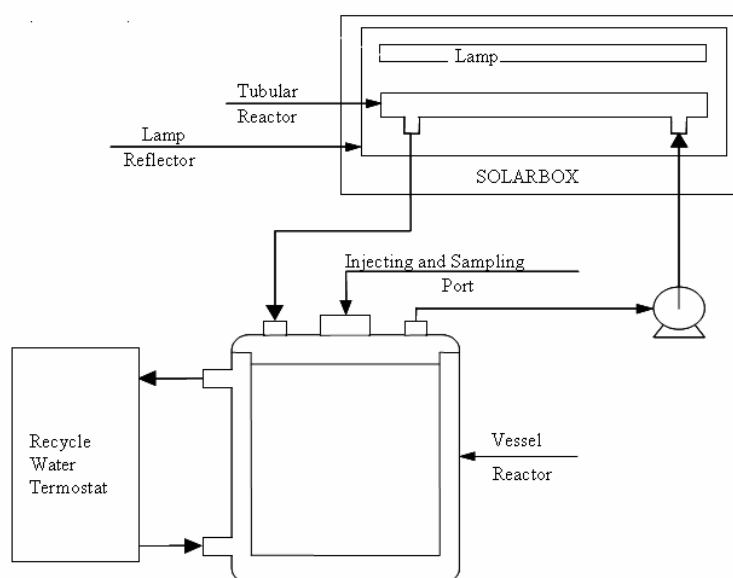 Lamp
Tubular
Reactor
Lamp
Reflector
SOLARBOX
Injecting and Sampling
Port
Recycle
Water
Termostat
Vessel
Reactor